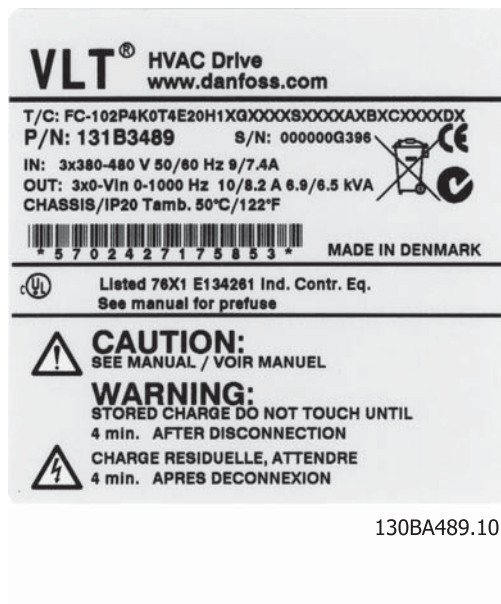 VLT® HVAC Drive
www.danfoss.com
T/C: FC-102P4K0T4E20H1XGXXXXSXXXXAXBXCXXXXDX
P/N: 131B3489 S/N: 000000G396
IN: 3x380-480 V 50/60 Hz 9/7.4A
OUT: 3x0-Vin 0-1000 Hz 10/8.2 A 6.9/6.5 kVA
CHASSIS/IP20 Tamb. 50°C/122°F
*5702427175853* MADE IN DENMARK
c UL Listed 76X1 E134261 Ind. Contr. Eq.
See manual for prefuse
CAUTION:
SEE MANUAL / VOIR MANUEL
WARNING:
STORED CHARGE DO NOT TOUCH UNTIL
4 min. AFTER DISCONNECTION
CHARGE RESIDUELLE, ATTENDRE
4 min. APRES DECONNEXION
130BA489.10